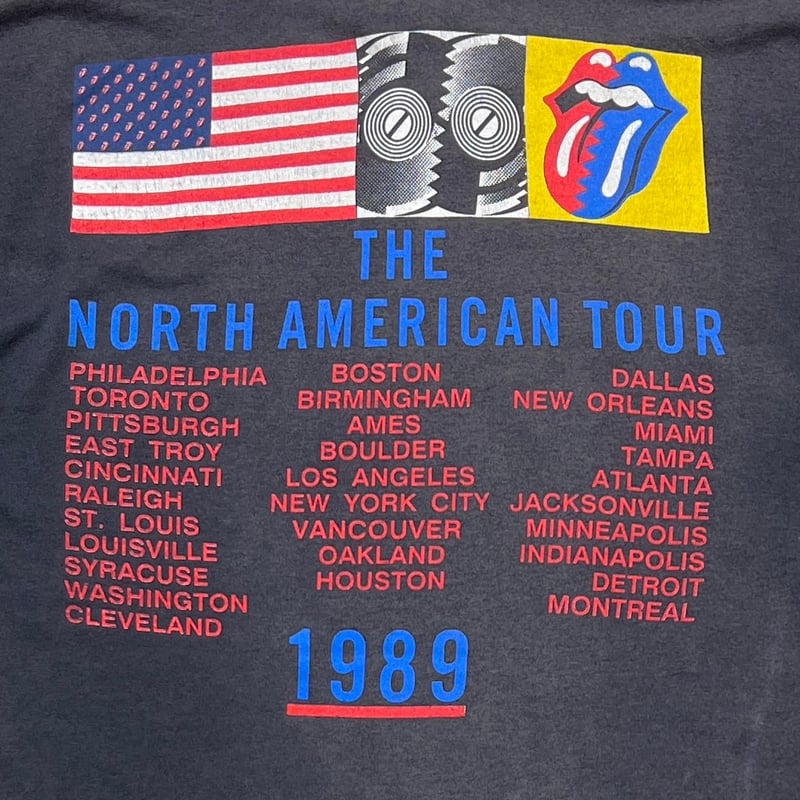 THE
NORTH AMERICAN TOUR
PHILADELPHIA
TORONTO
PITTSBURGH
EAST TROY
CINCINNATI
RALEIGH
ST. LOUIS
LOUISVILLE
SYRACUSE
WASHINGTON
CLEVELAND
BOSTON
BIRMINGHAM
AMES
BOULDER
LOS ANGELES
NEW YORK CITY
VANCOUVER
OAKLAND
HOUSTON
DALLAS
NEW ORLEANS
MIAMI
TAMPA
ATLANTA
JACKSONVILLE
MINNEAPOLIS
INDIANAPOLIS
DETROIT
MONTREAL
1989